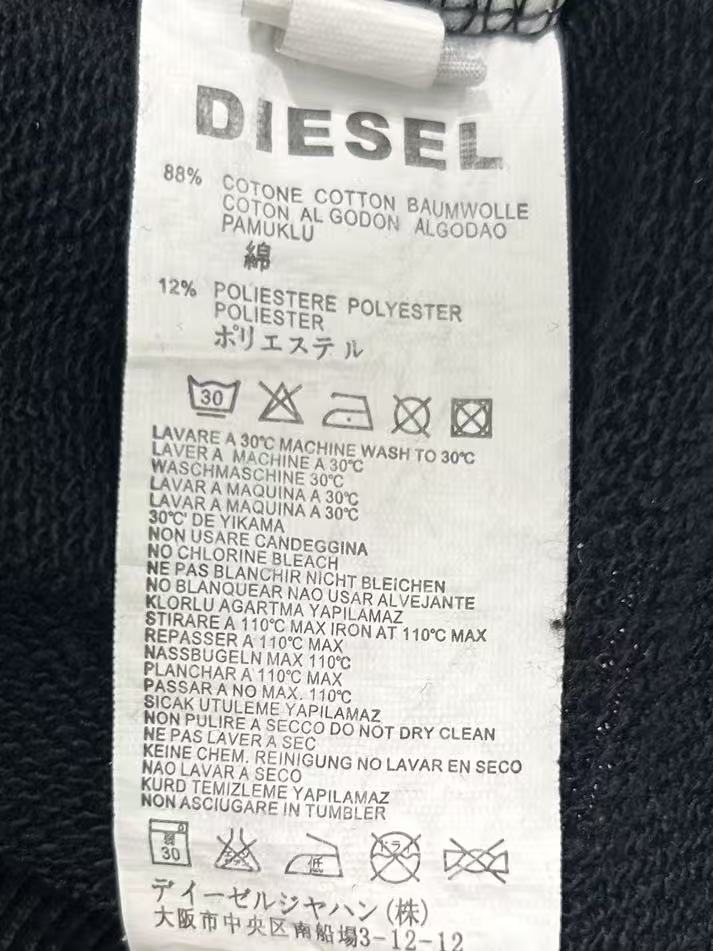 DIESEL
88% COTONE COTTON BAUMWOLLE
COTON AL GODON ALGODAO
PAMUKLU
綿
12% POLIESTERE POLYESTER
POLIESTER
ポリエステル
30
LAVARE A 30℃ MACHINE WASH TO 30℃
LAVER A MACHINE A 30℃
WASCHMASCHINE 30℃
LAVAR A MAQUINA A 30℃
LAVAR A MAQUINA A 30℃
30℃' DE YIKAMA
NON USARE CANDEGGINA
NO CHLORINE BLEACH
NE PAS BLANCHIR NICHT BLEICHEN
NO BLANQUEAR NAO USAR ALVEJANTE
KLORLU AGARTMA YAPILAMAZ
STIRARE A 110℃ MAX IRON AT 110℃ MAX
REPASSER A 110℃ MAX
NASSBUGELN MAX 110℃
PLANCHAR A 110℃ MAX
PASSAR A NO MAX. 110℃
SICAK UTULEME YAPILAMAZ
NON PULIRE A SECCO DO NOT DRY CLEAN
NE PAS LAVER A SEC
KEINE CHEM. REINIGUNG NO LAVAR EN SECO
NAO LAVAR A SECO
KURD TEMIZLEME YAPILAMAZ
NON ASCIUGARE IN TUMBLER
弱 30 低 ドライ
デイーゼルジヤハン(株)
大阪市中央区南船場3-12-12